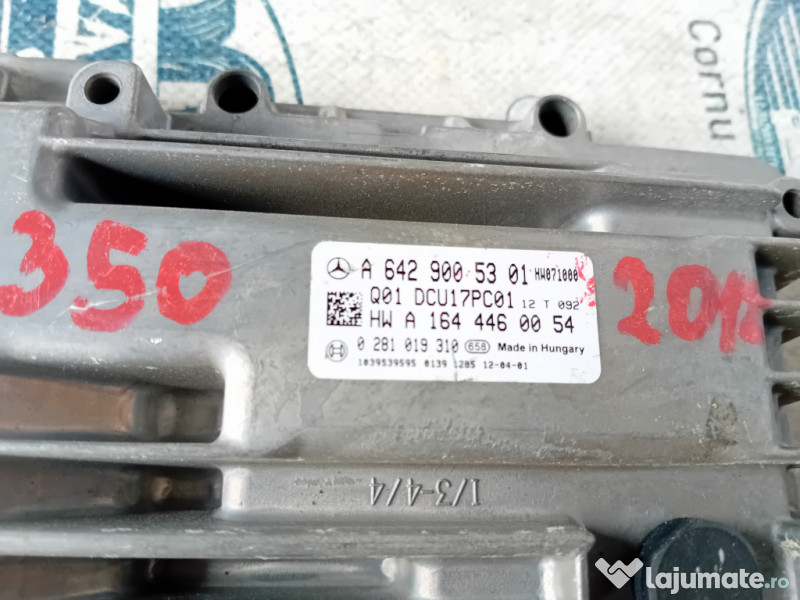 Cornu
350
A 642 900 53 01 HW071000
Q01 DCU17PC01 12 T 092
HW A 164 446 00 54
0 281 019 310 658 Made in Hungary
1039539595 0139 1285 12-04-01
I/3-4/4
lajumate.ro